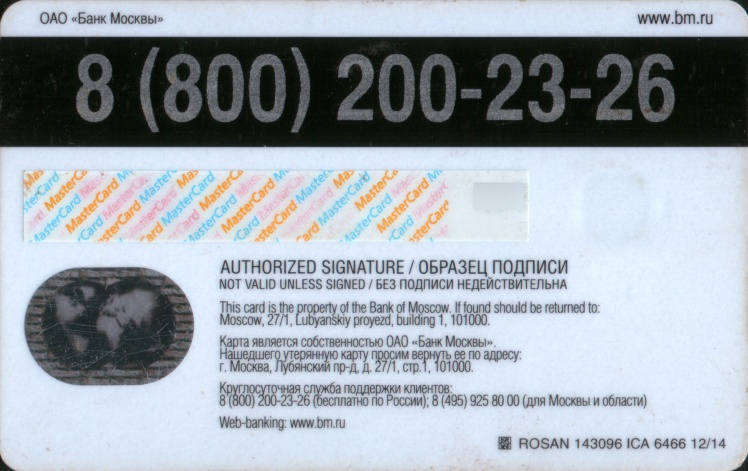 ОАО «Банк Москвы»
www.bm.ru
8 (800) 200-23-26
MasterCard MasterCard MasterCard MasterCard MasterCard
AUTHORIZED SIGNATURE / ОБРАЗЕЦ ПОДПИСИ
NOT VALID UNLESS SIGNED / БЕЗ ПОДПИСИ НЕДЕЙСТВИТЕЛЬНА
This card is the property of the Bank of Moscow. If found should be returned to:
Moscow, 27/1, Lubyanskiy proyezd, building 1, 101000.
Карта является собственностью ОАО «Банк Москвы».
Нашедшего утерянную карту просим вернуть ее по адресу:
г. Москва, Лубянский пр-д, д. 27/1, стр.1, 101000.
Круглосуточная служба поддержки клиентов:
8 (800) 200-23-26 (бесплатно по России); 8 (495) 925 80 00 (для Москвы и области)
Web-banking: www.bm.ru
ROSAN 143096 ICA 6466 12/14